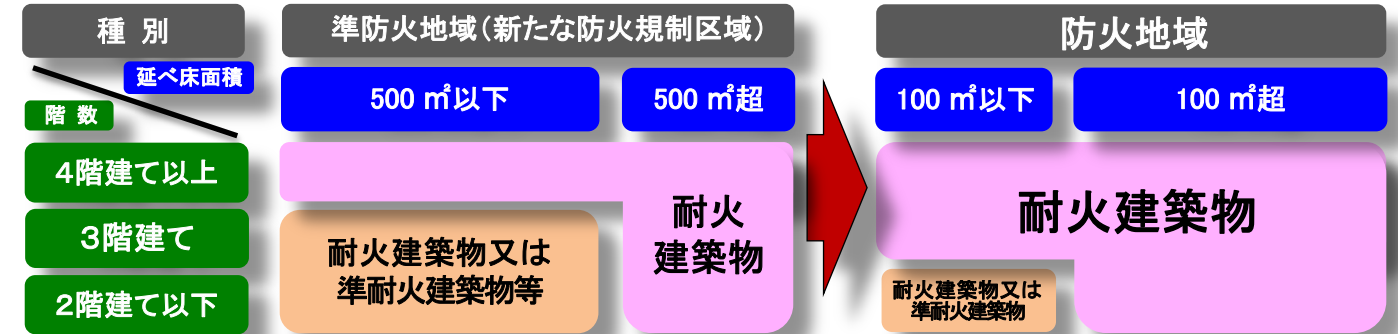 種 別
準防火地域（新たな防火規制区域）
防火地域
延べ床面積
階 数
500 ㎡以下
500 ㎡超
100 ㎡以下
100 ㎡超
4階建て以上
3階建て
2階建て以下
耐火建築物又は
準耐火建築物等
耐火
建築物
耐火建築物
耐火建築物又は
準耐火建築物